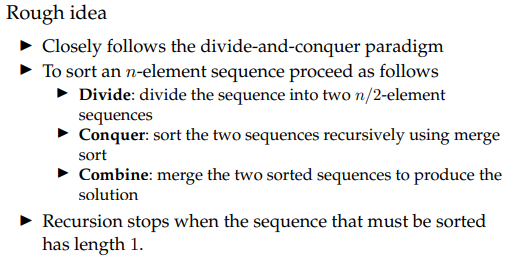 Rough idea
▶ Closely follows the divide-and-conquer paradigm
▶ To sort an n-element sequence proceed as follows
▶ Divide: divide the sequence into two n/2-element
sequences
▶ Conquer: sort the two sequences recursively using merge
sort
▶ Combine: merge the two sorted sequences to produce the
solution
▶ Recursion stops when the sequence that must be sorted
has length 1.